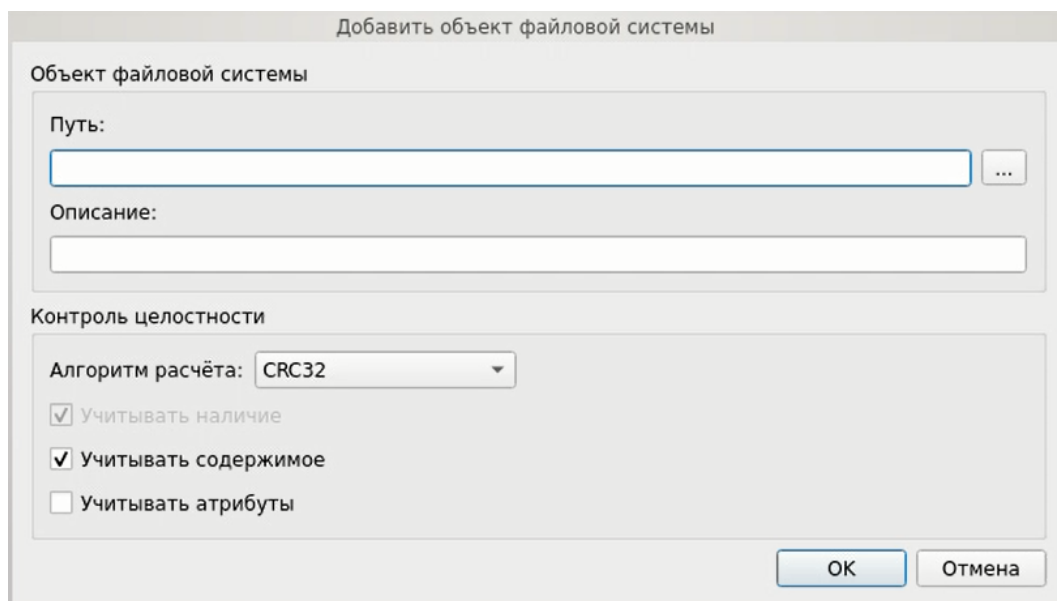 Добавить объект файловой системы
Объект файловой системы
Путь:
...
Описание:
Контроль целостности
Алгоритм расчёта: CRC32
Учитывать наличие
Учитывать содержимое
Учитывать атрибуты
OK Отмена